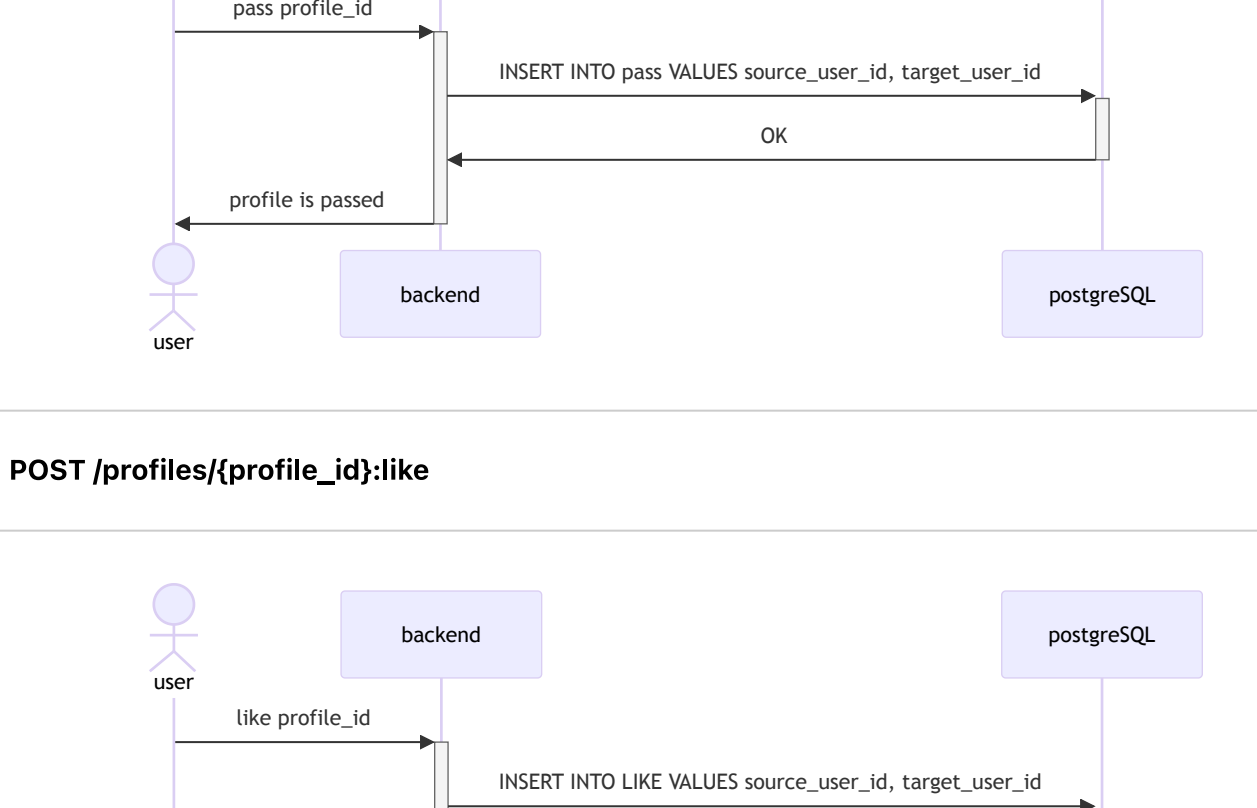 pass profile_id
INSERT INTO pass VALUES source_user_id, target_user_id
OK
profile is passed
backend
postgreSQL
user
POST /profiles/{profile_id}:like
backend
postgreSQL
user
like profile_id
INSERT INTO LIKE VALUES source_user_id, target_user_id